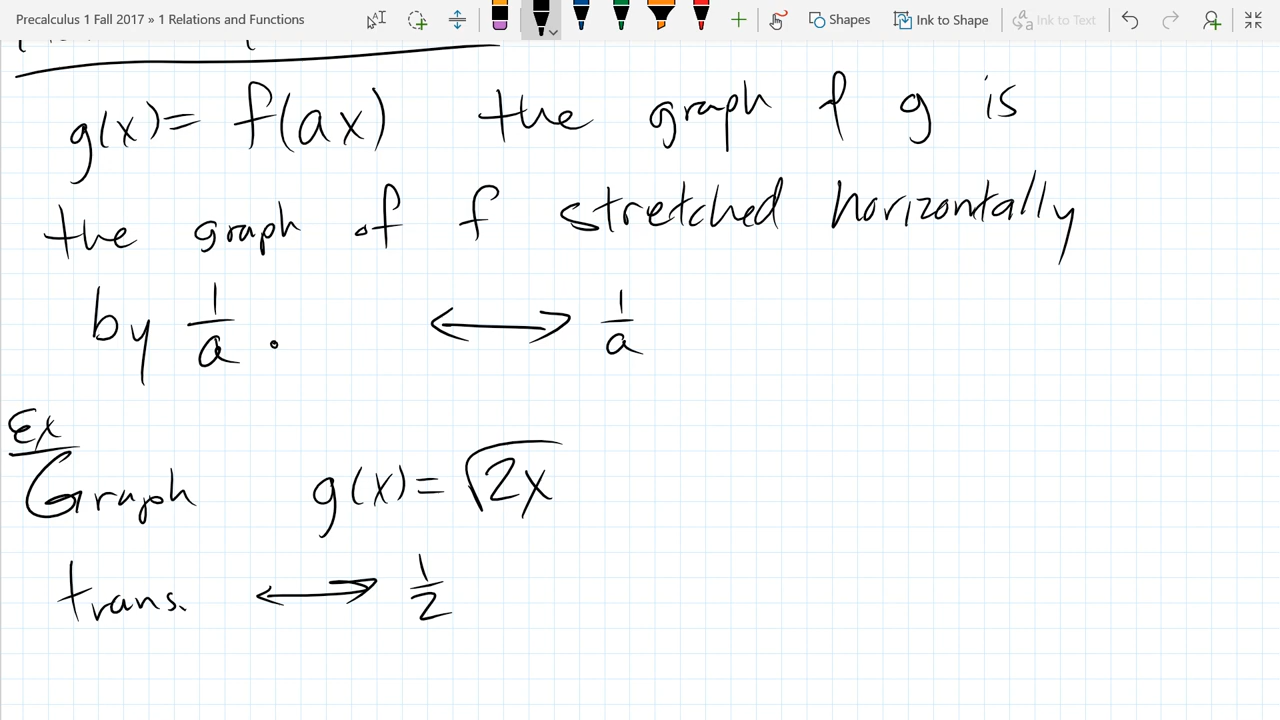 Precalculus 1 Fall 2017 » 1 Relations and Functions
Shapes
Ink to Shape
Ink to Text
g(x) = f(ax) the graph of g is
the graph of f stretched horizontally
by 1/a. ⟷ 1/a
Ex
Graph g(x) = √2x
trans. ⟷ 1/2